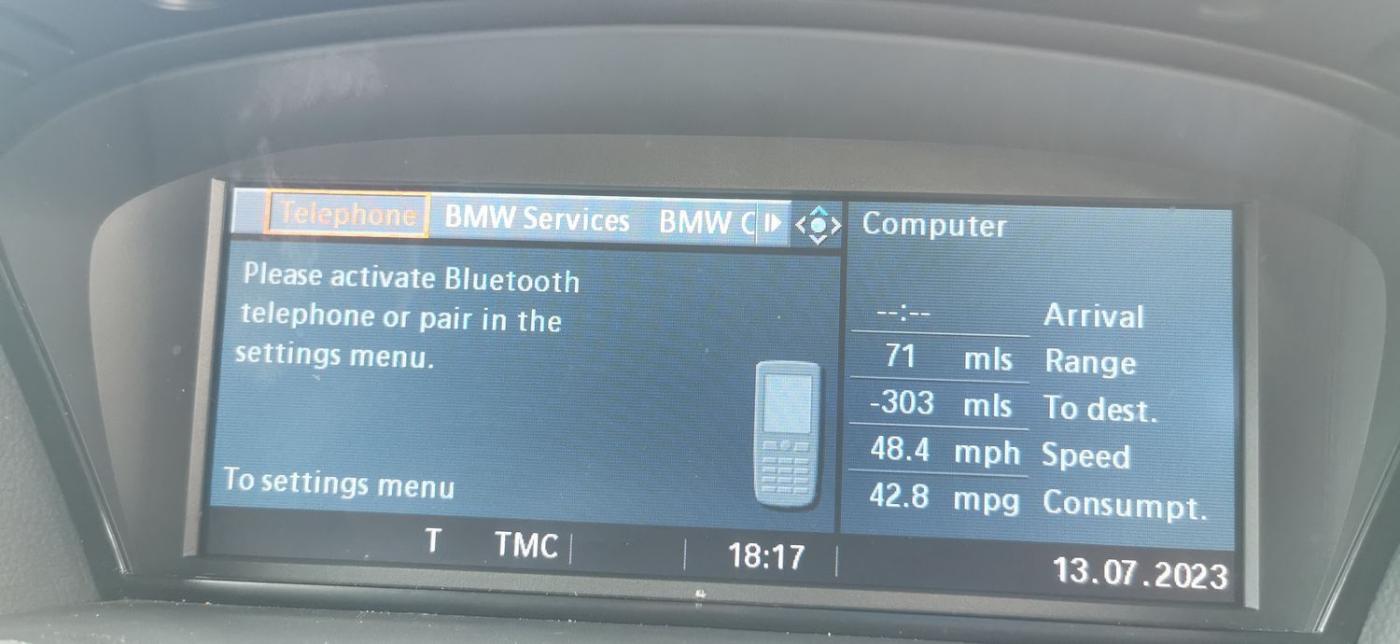 Telephone BMW Services BMW C
Please activate Bluetooth
telephone or pair in the
settings menu.
To settings menu
Computer
--:-- Arrival
71 mls Range
-303 mls To dest.
48.4 mph Speed
42.8 mpg Consumpt.
T TMC 18:17 13.07.2023